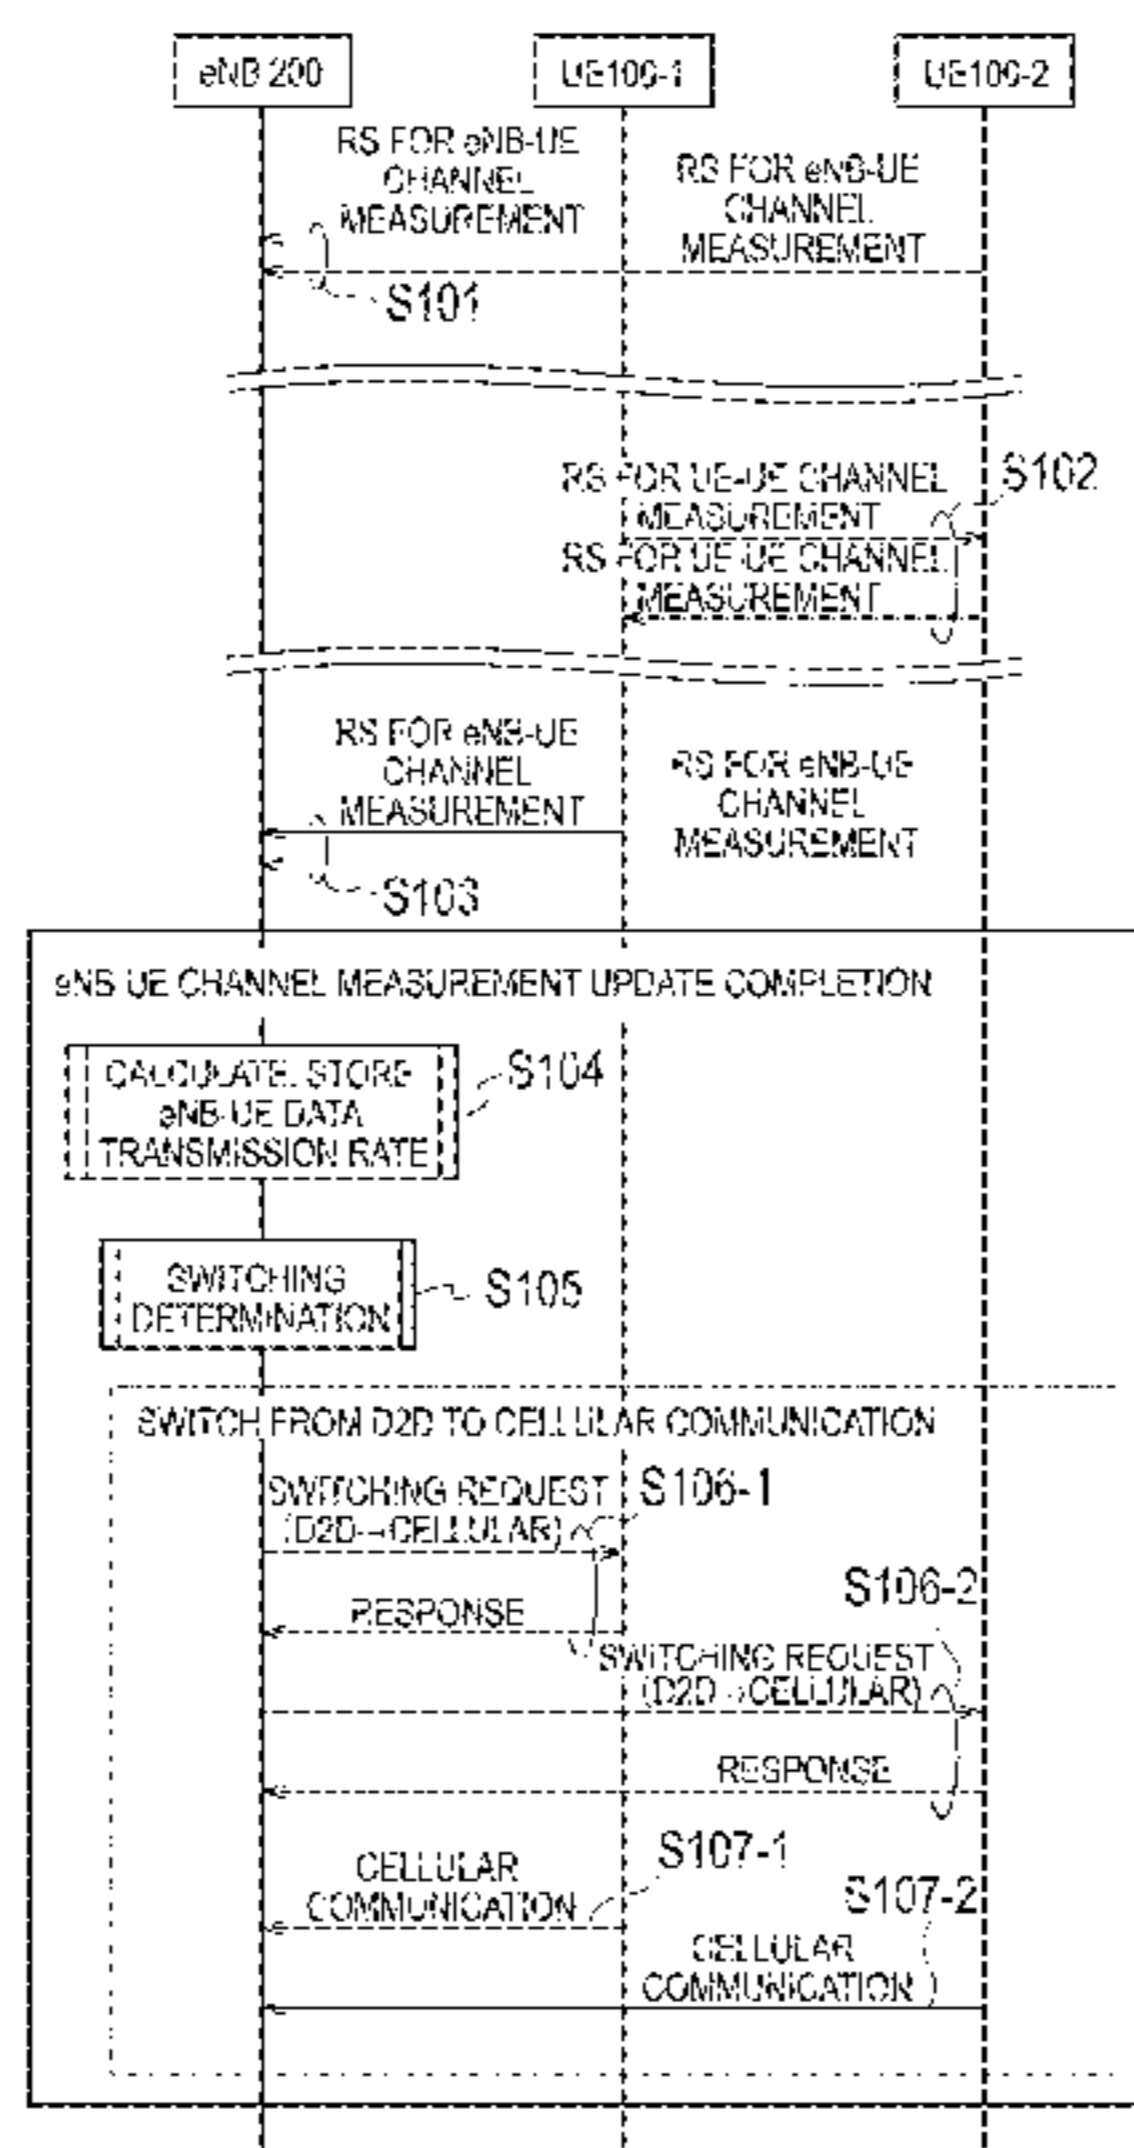 eNB 200
UE100-1
UE100-2
RS FOR eNB-UE
CHANNEL
MEASUREMENT
RS FOR eNB-UE
CHANNEL
MEASUREMENT
S101
RS FOR UE-UE CHANNEL
MEASUREMENT
S102
RS FOR UE-UE CHANNEL
MEASUREMENT
RS FOR eNB-UE
CHANNEL
MEASUREMENT
RS FOR eNB-UE
CHANNEL
MEASUREMENT
S103
eNB-UE CHANNEL MEASUREMENT UPDATE COMPLETION
CALCULATE, STORE
eNB-UE DATA
TRANSMISSION RATE
S104
SWITCHING
DETERMINATION
S105
SWITCH FROM D2D TO CELLULAR COMMUNICATION
SWITCHING REQUEST
(D2D→CELLULAR)
S106-1
RESPONSE
S106-2
SWITCHING REQUEST
(D2D→CELLULAR)
RESPONSE
S107-1
CELLULAR
COMMUNICATION
S107-2
CELLULAR
COMMUNICATION